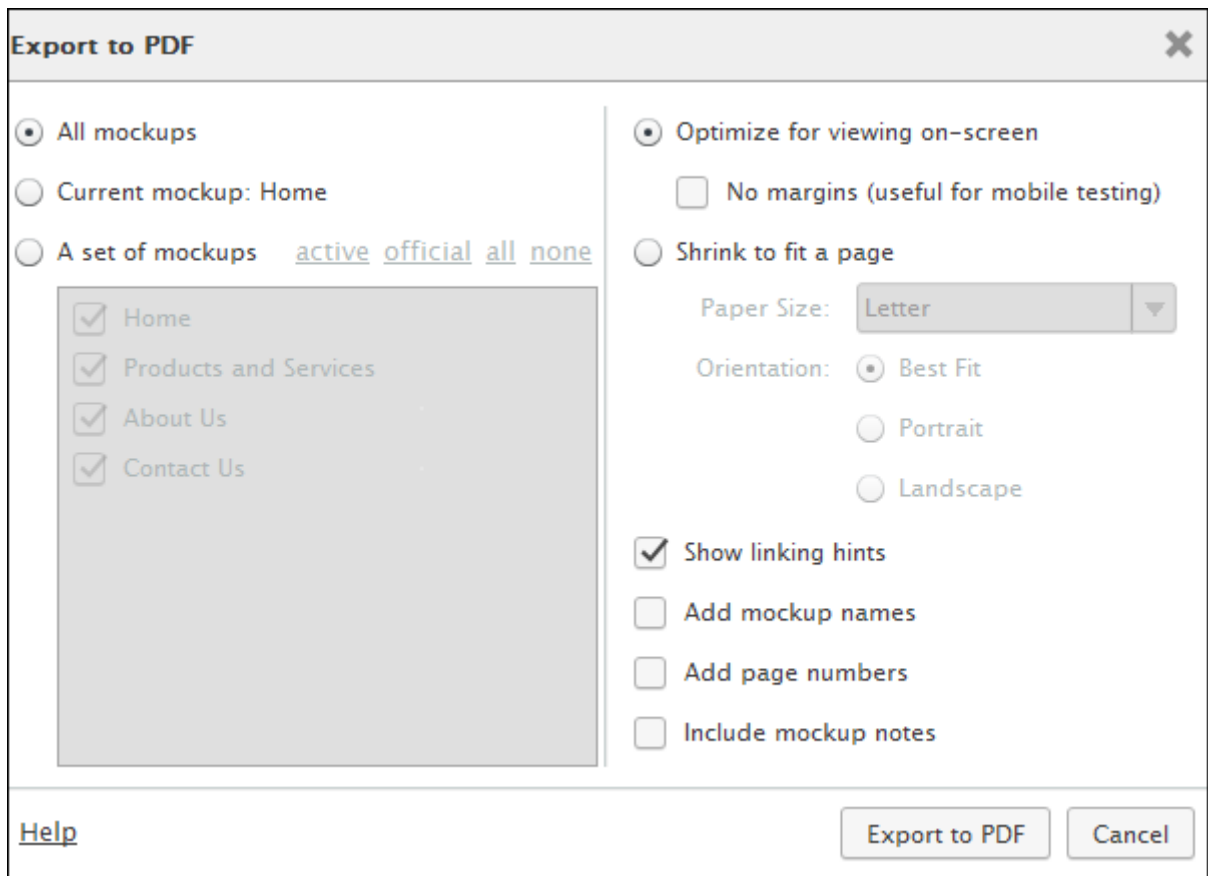 Export to PDF
All mockups
Current mockup: Home
A set of mockups active official all none
Home
Products and Services
About Us
Contact Us
Optimize for viewing on-screen
No margins (useful for mobile testing)
Shrink to fit a page
Paper Size: Letter
Orientation: Best Fit
Portrait
Landscape
Show linking hints
Add mockup names
Add page numbers
Include mockup notes
Help
Export to PDF
Cancel